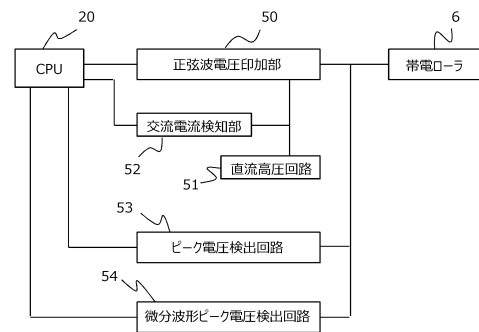 20
50
6
CPU
正弦波電圧印加部
帯電ローラ
交流電流検知部
52
直流高圧回路
51
53
ピーク電圧検出回路
54
微分波形ピーク電圧検出回路